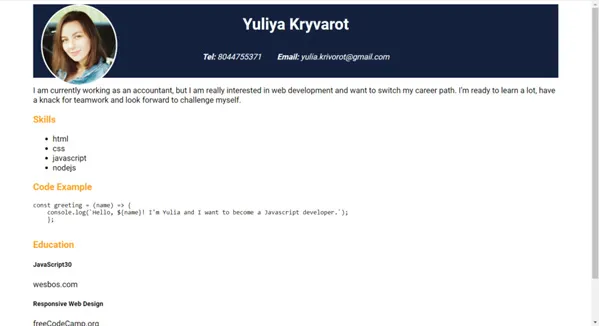 Yuliya Kryvarot
Tel: 8044755371 Email: yulia.krivorot@gmail.com
I am currently working as an accountant, but I am really interested in web development and want to switch my career path. I'm ready to learn a lot, have
a knack for teamwork and look forward to challenge myself.
Skills
html
css
javascript
nodejs
Code Example
const greeting = (name) => {
console.log(`Hello, ${name}! I'm Yulia and I want to become a Javascript developer.`);
};
Education
JavaScript30
wesbos.com
Responsive Web Design
freeCodeCamp.org